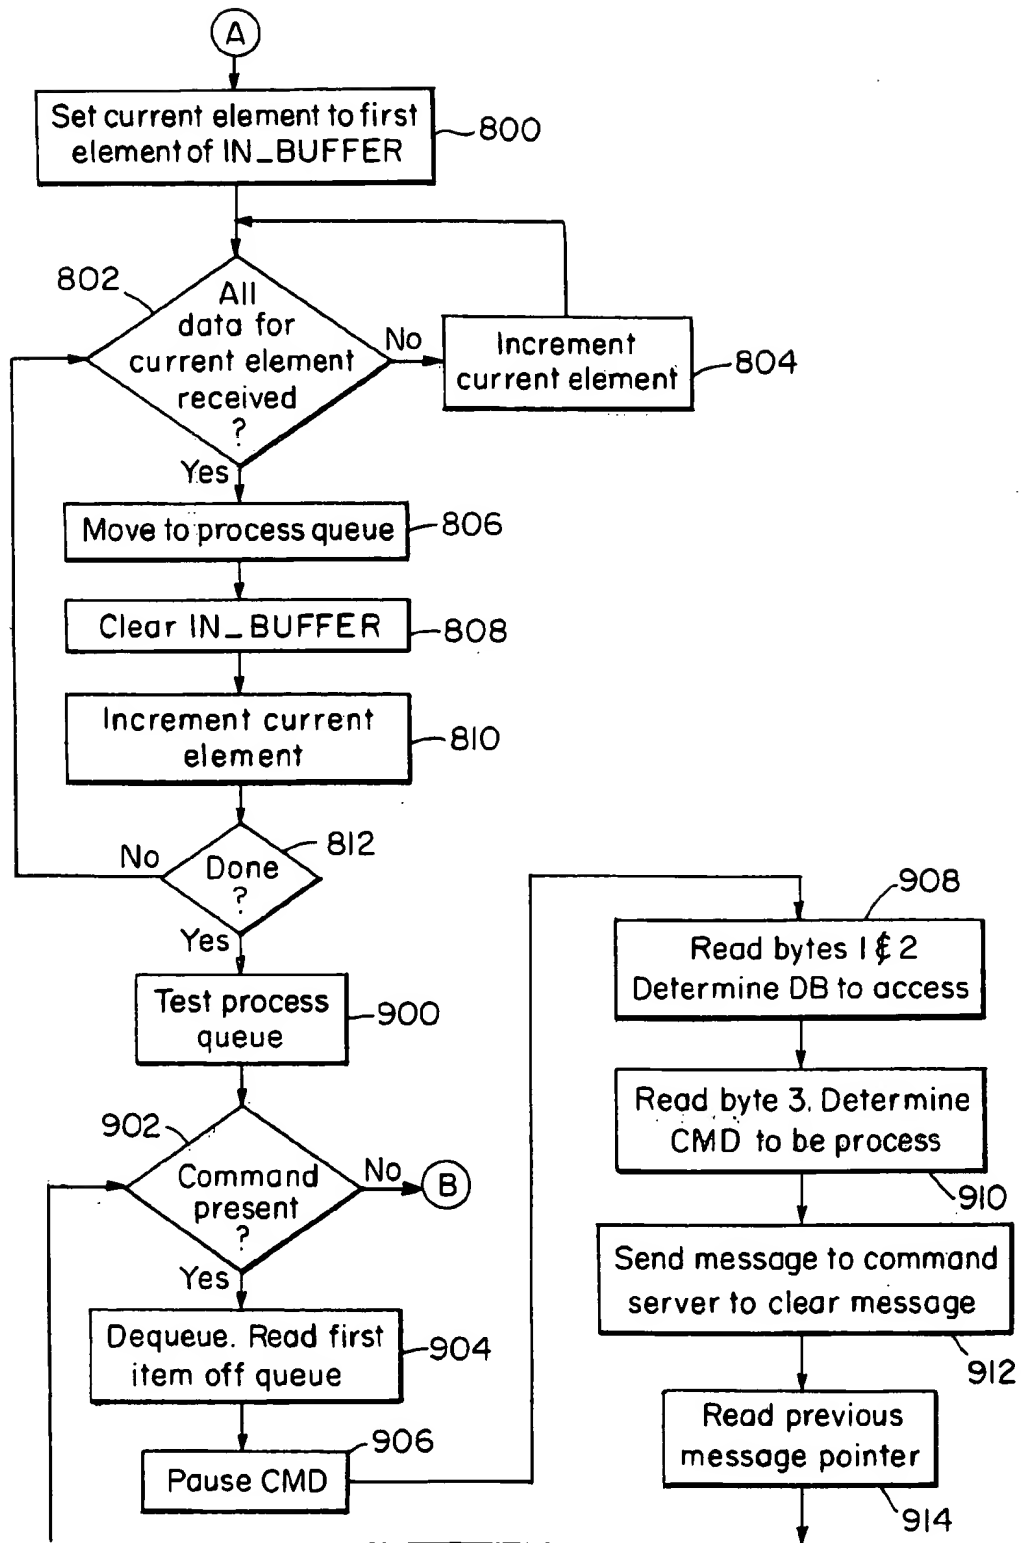 A
Set current element to first
element of IN_BUFFER
800
802
All
data for
current element
received
?
No
Increment
current element
804
Yes
Move to process queue
806
Clear IN_BUFFER
808
Increment current
element
810
812
No
Done
?
Yes
Test process
queue
900
902
Command
present
?
No
B
Yes
Dequeue. Read first
item off queue
904
906
Pause CMD
908
Read bytes 1 & 2
Determine DB to access
Read byte 3. Determine
CMD to be process
910
Send message to command
server to clear message
912
Read previous
message pointer
914